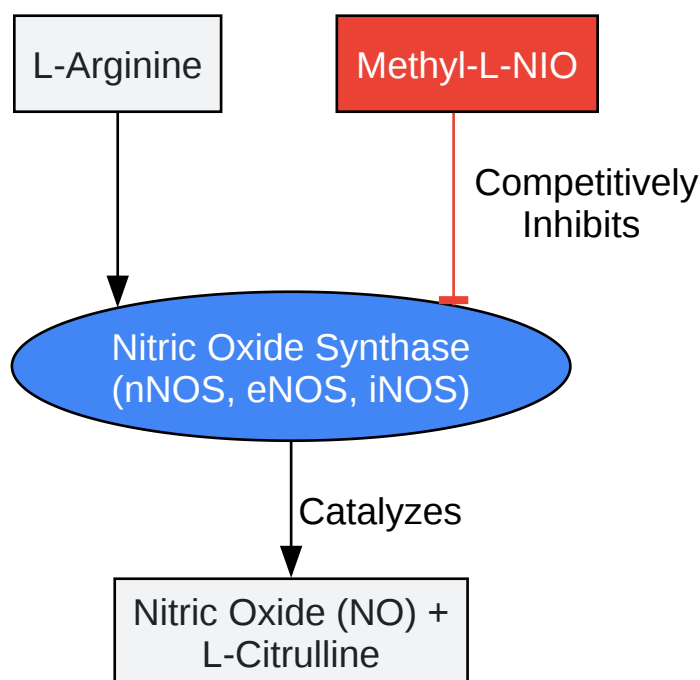 L-Arginine
Methyl-L-NIO
Competitively
Inhibits
Nitric Oxide Synthase
(nNOS, eNOS, iNOS)
Catalyzes
Nitric Oxide (NO) +
L-Citrulline